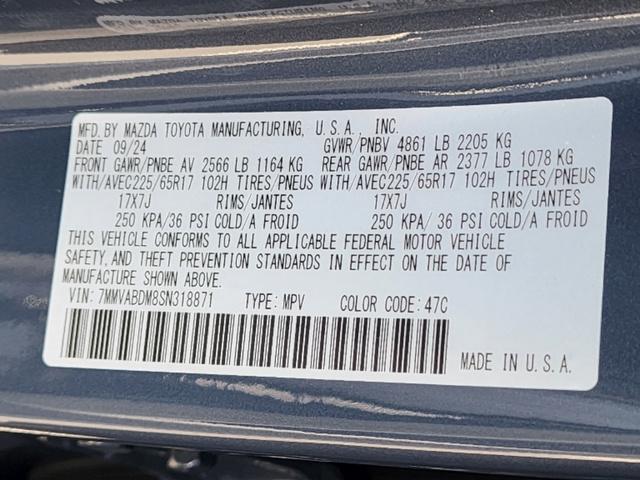 BY MAZDA TOYOTA
MFD. BY MAZDA TOYOTA MANUFACTURING, U.S.A., INC.
DATE 09/24 GVWR/PNBV 4861 LB 2205 KG
FRONT GAWR/PNBE AV 2566 LB 1164 KG REAR GAWR/PNBE AR 2377 LB 1078 KG
WITH/AVEC225/65R17 102H TIRES/PNEUS WITH/AVEC225/65R17 102H TIRES/PNEUS
17X7J RIMS/JANTES 17X7J RIMS/JANTES
250 KPA/36 PSI COLD/A FROID 250 KPA/ 36 PSI COLD/A FROID
THIS VEHICLE CONFORMS TO ALL APPLICABLE FEDERAL MOTOR VEHICLE
SAFETY,AND THEFT PREVENTION STANDARDS IN EFFECT ON THE DATE OF
MANUFACTURE SHOWN ABOVE.
VIN: 7MMVABDM8SN318871 TYPE: MPV COLOR CODE: 47C
MADE IN U.S.A.